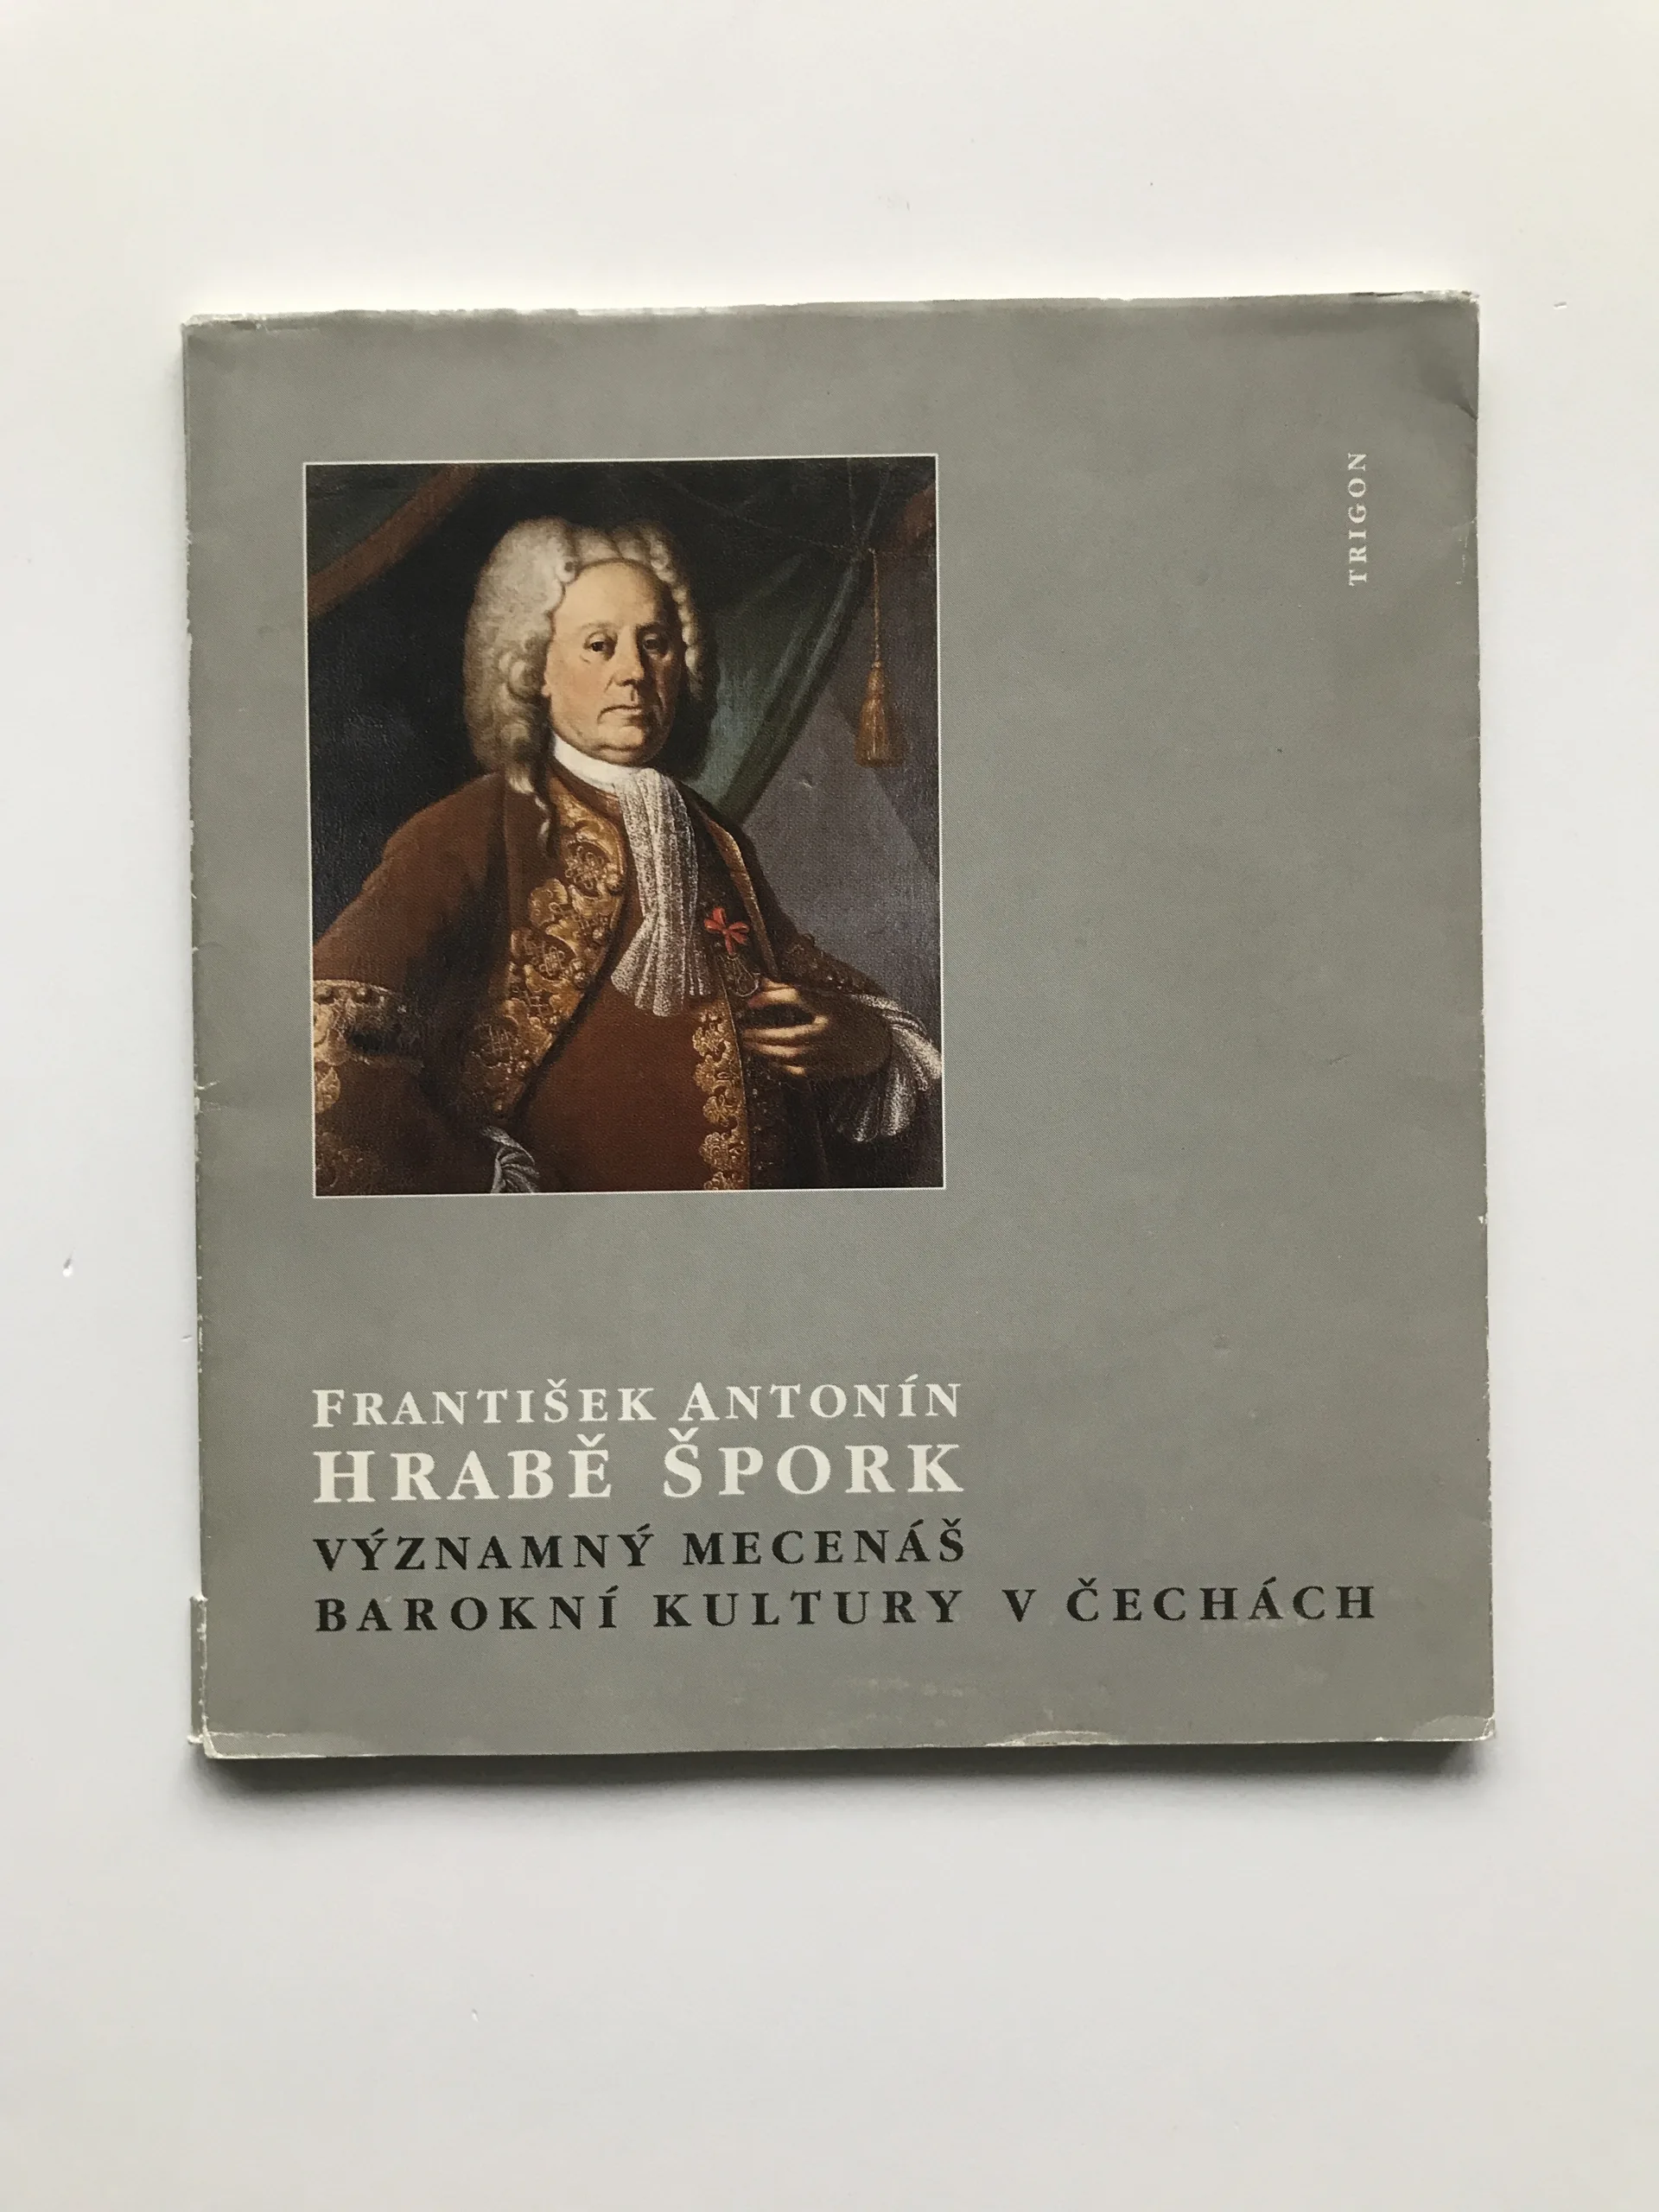 TRIGON
FRANTIŠEK ANTONÍN
HRABĚ ŠPORK
VÝZNAMNÝ MECENÁŠ
BAROKNÍ KULTURY V ČECHÁCH